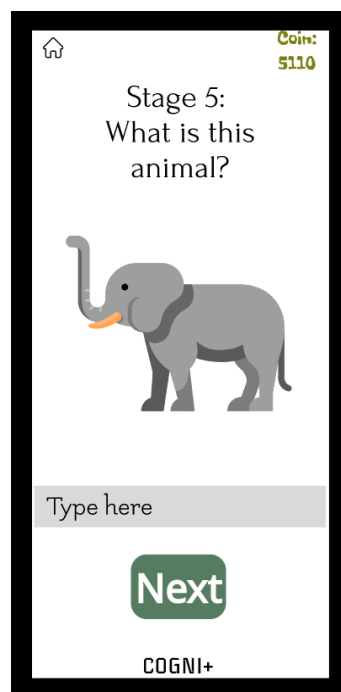 Coin:
5110
Stage 5:
What is this
animal?
Type here
Next
COGNI+